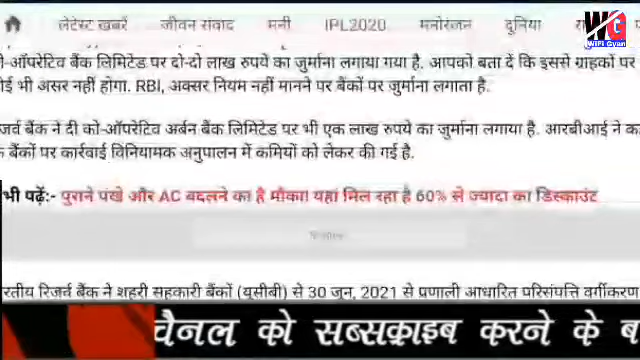 लेटेस्ट खबरें जीवन संवाद मनी IPL2020 मनोरंजन दुनिया
WiFi Gyan
-ऑपरेटिव बैंक लिमिटेड पर दो-दो लाख रुपये का जुर्माना लगाया गया है. आपको बता दें कि इससे ग्राहकों पर
ई भी असर नहीं होगा. RBI, अक्सर नियम नहीं मानने पर बैंकों पर जुर्माना लगाता है.
जर्व बैंक ने दी को-ऑपरेटिव अर्बन बैंक लिमिटेड पर भी एक लाख रुपये का जुर्माना लगाया है. आरबीआई ने क
बैंकों पर कार्रवाई विनियामक अनुपालन में कमियों को लेकर की गई है.
भी पढ़ें:- पुराने पंखे और AC बदलने का है मौका! यहां मिल रहा है 60% से ज्यादा का डिस्काउंट
रतीय रिजर्व बैंक ने शहरी सहकारी बैंकों (यूसीबी) से 30 जून, 2021 से प्रणाली आधारित परिसंपत्ति वर्गीकरण
चैनल को सब्सक्राइब करने के ब